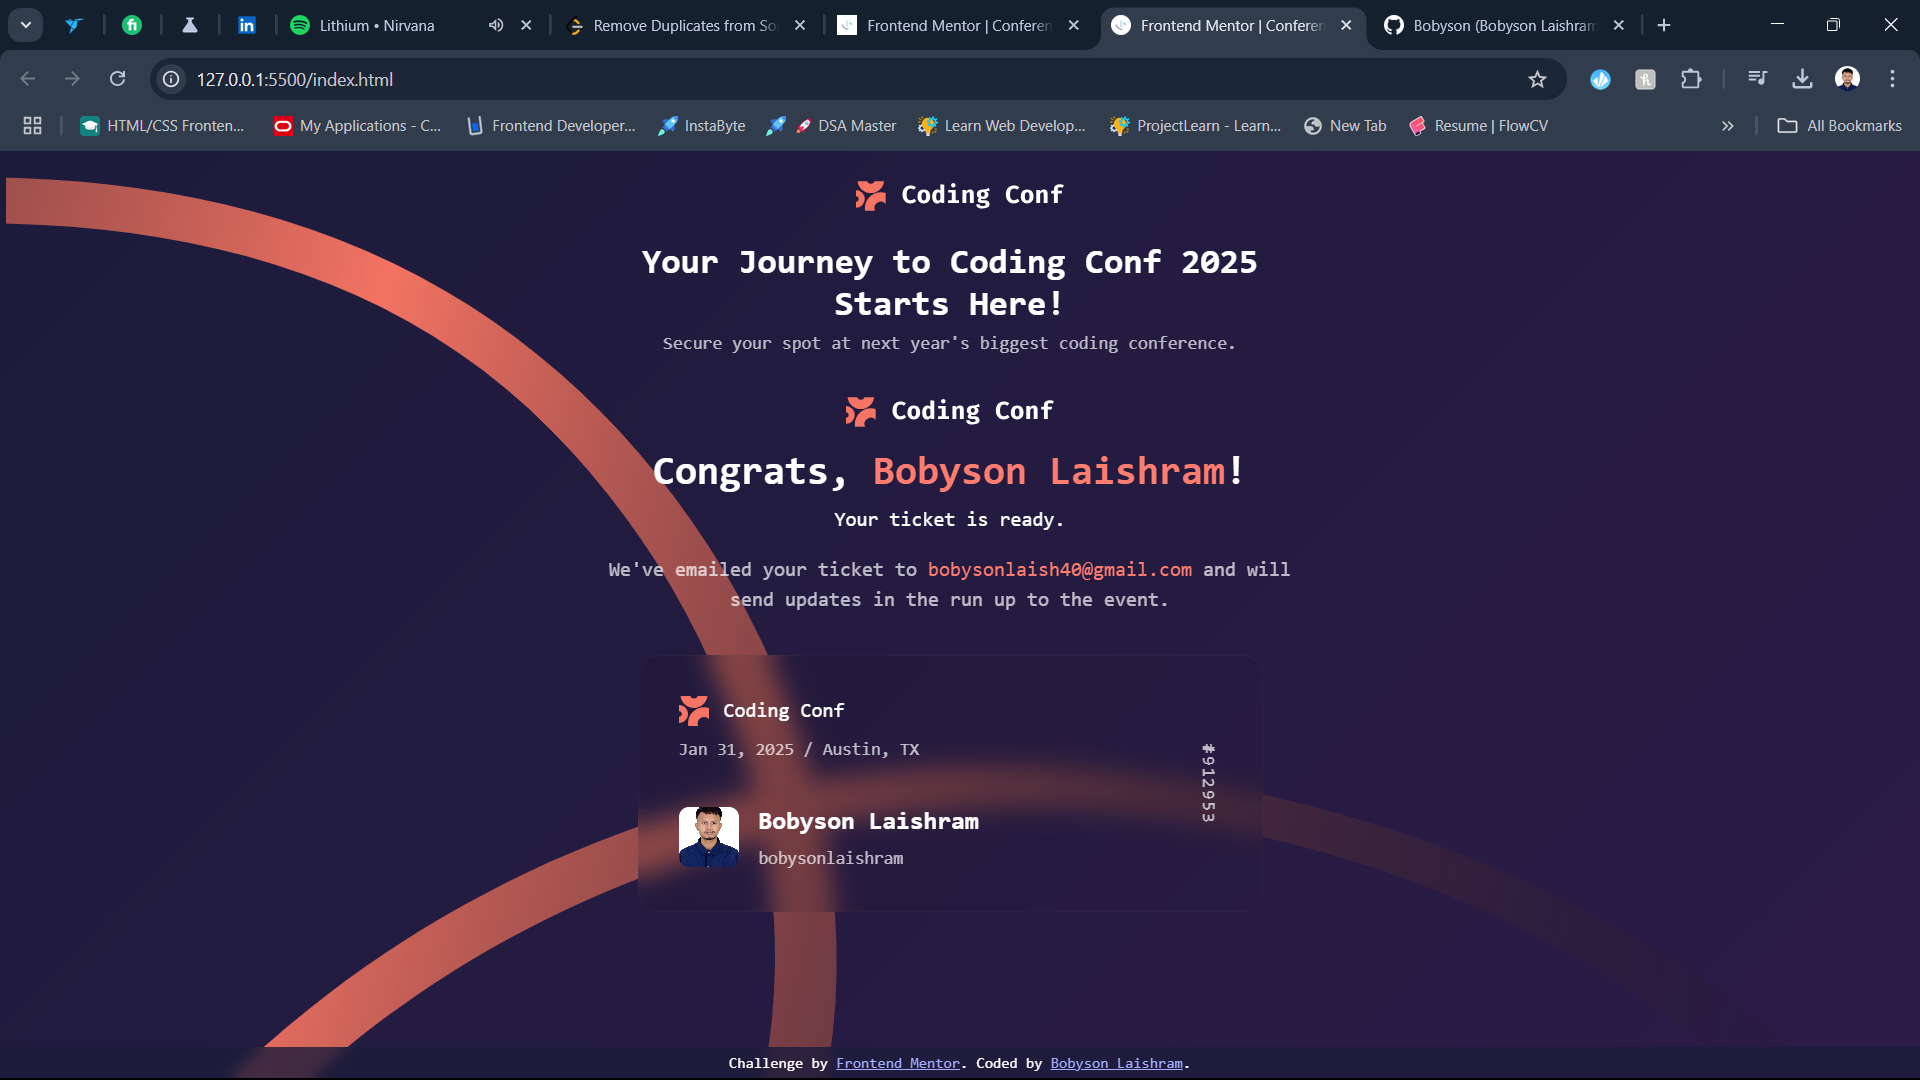 Lithium • Nirvana
Remove Duplicates from So
Frontend Mentor | Conferen
Frontend Mentor | Conferen
Bobyson (Bobyson Laishram
127.0.0.1:5500/index.html
HTML/CSS Fronten...
My Applications - C...
Frontend Developer...
InstaByte
DSA Master
Learn Web Develop...
ProjectLearn - Learn...
New Tab
Resume | FlowCV
All Bookmarks
Coding Conf
Your Journey to Coding Conf 2025
Starts Here!
Secure your spot at next year's biggest coding conference.
Coding Conf
Congrats, Bobyson Laishram!
Your ticket is ready.
We've emailed your ticket to bobysonlaish40@gmail.com and will
send updates in the run up to the event.
Coding Conf
Jan 31, 2025 / Austin, TX
#912953
Bobyson Laishram
bobysonlaishram
Challenge by Frontend Mentor. Coded by Bobyson Laishram.